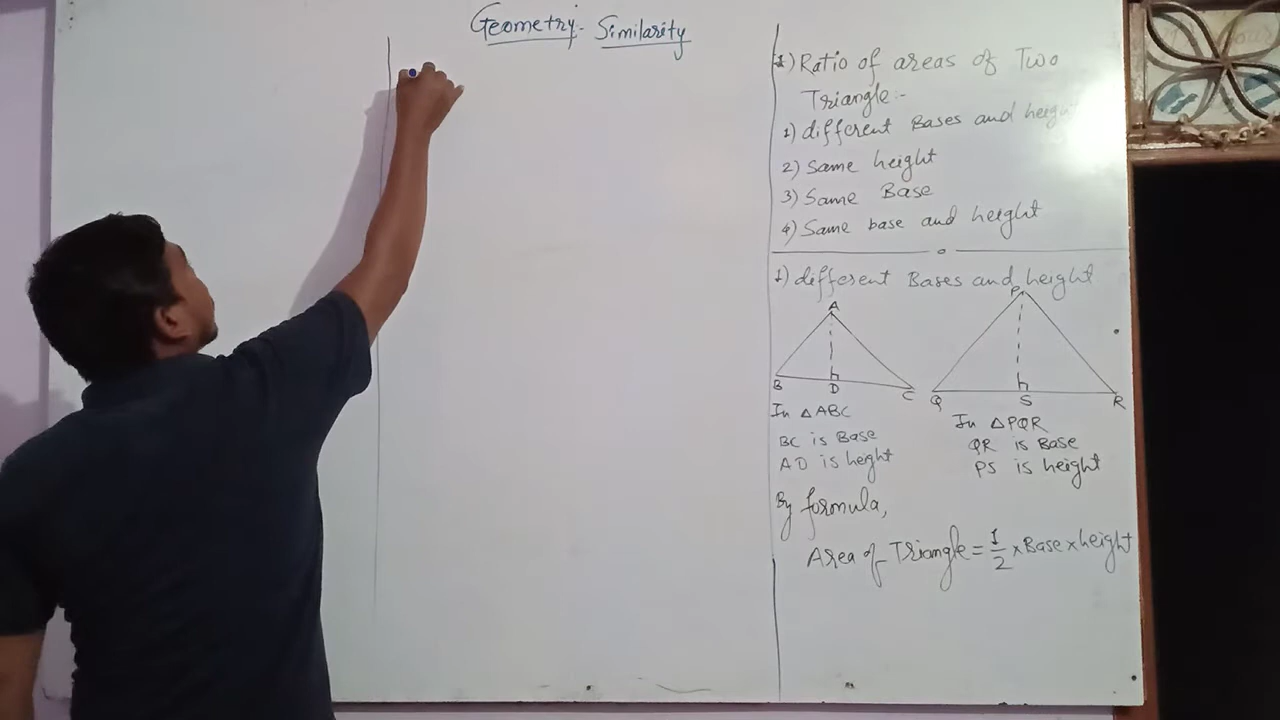 Geometry:- Similarity
1) Ratio of areas of Two
Triangle:-
1) different Bases and height
2) Same height
3) Same Base
4) Same base and height
1) different Bases and height
A
P
B
D
C
Q
S
R
In △ABC
BC is Base
AD is height
In △PQR
QR is Base
PS is height
By formula,
Area of Triangle = 1/2 × Base × height